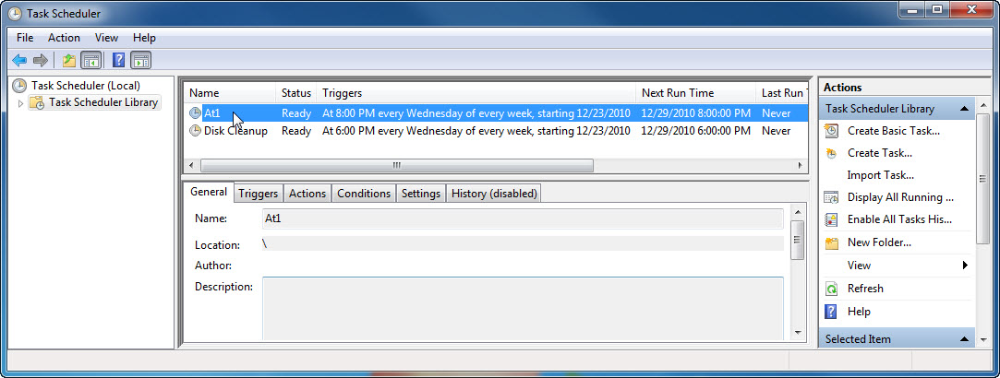 Task Scheduler
File Action View Help
Task Scheduler (Local)
Task Scheduler Library
Name Status Triggers Next Run Time Last Run T
At1 Ready At 8:00 PM every Wednesday of every week, starting 12/23/2010 12/29/2010 8:00:00 PM Never
Disk Cleanup Ready At 6:00 PM every Wednesday of every week, starting 12/23/2010 12/29/2010 6:00:00 PM Never
General Triggers Actions Conditions Settings History (disabled)
Name: At1
Location: \
Author:
Description:
Actions
Task Scheduler Library
Create Basic Task...
Create Task...
Import Task...
Display All Running ...
Enable All Tasks His...
New Folder...
View
Refresh
Help
Selected Item